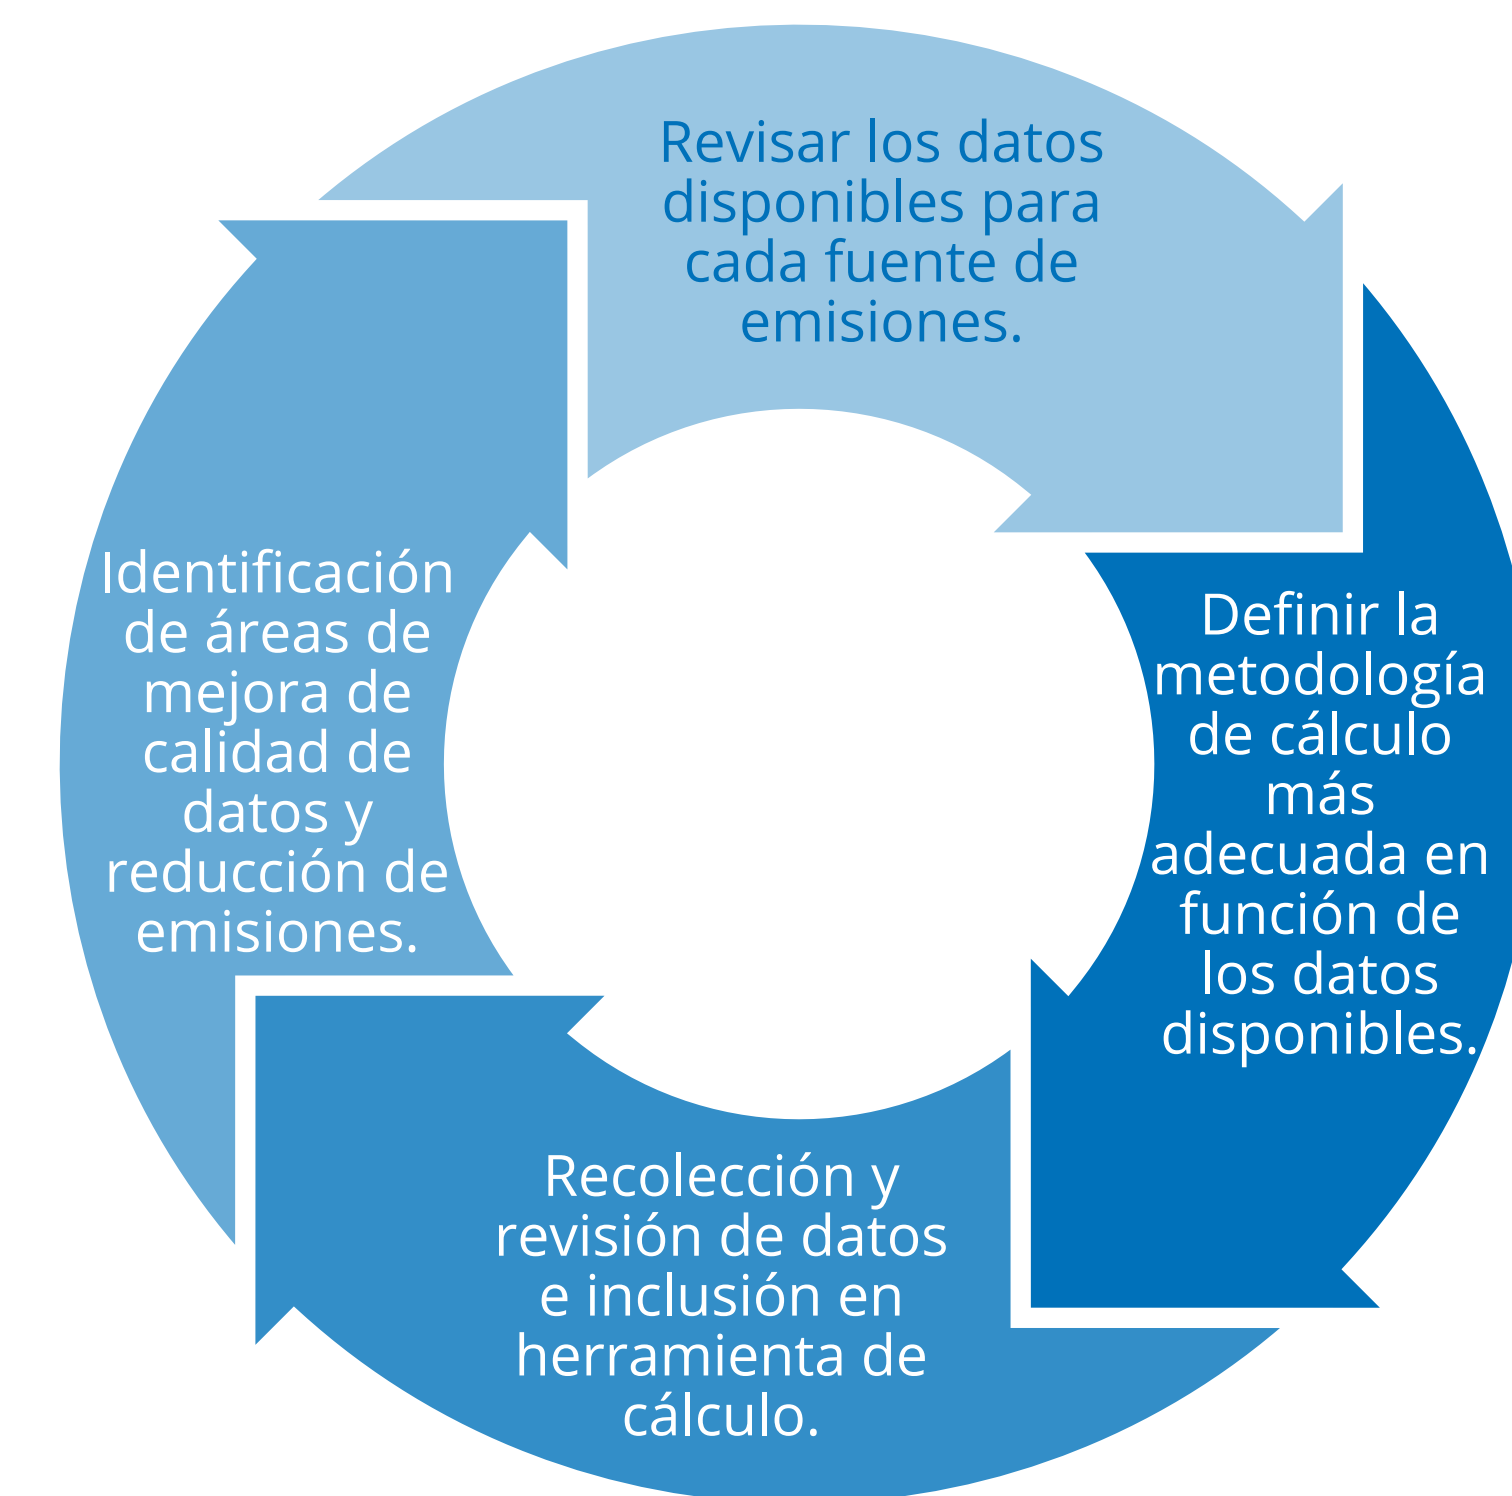 Revisar los datos
disponibles para
cada fuente de
emisiones.
Definir la
metodología
de cálculo
más
adecuada en
función de
los datos
disponibles.
Recolección y
revisión de datos
e inclusión en
herramienta de
cálculo.
Identificación
de áreas de
mejora de
calidad de
datos y
reducción de
emisiones.